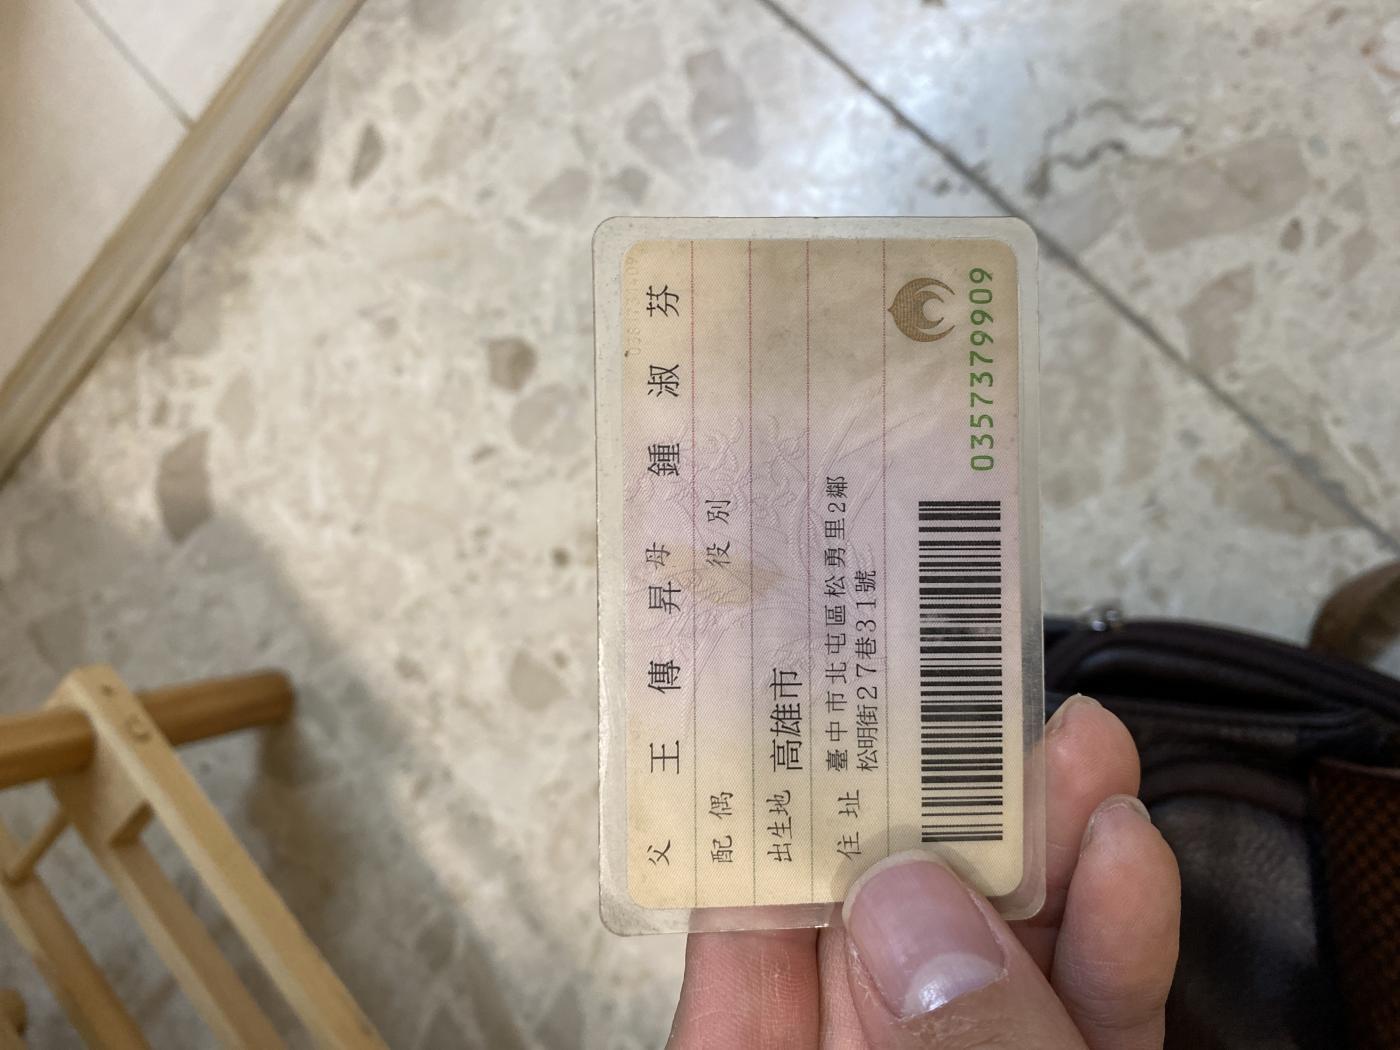 父 王傳昇 母 鍾淑芬
配偶 役別
出生地 高雄市
住址 臺中市北屯區松勇里2鄰
松明街27巷31號
0357379909